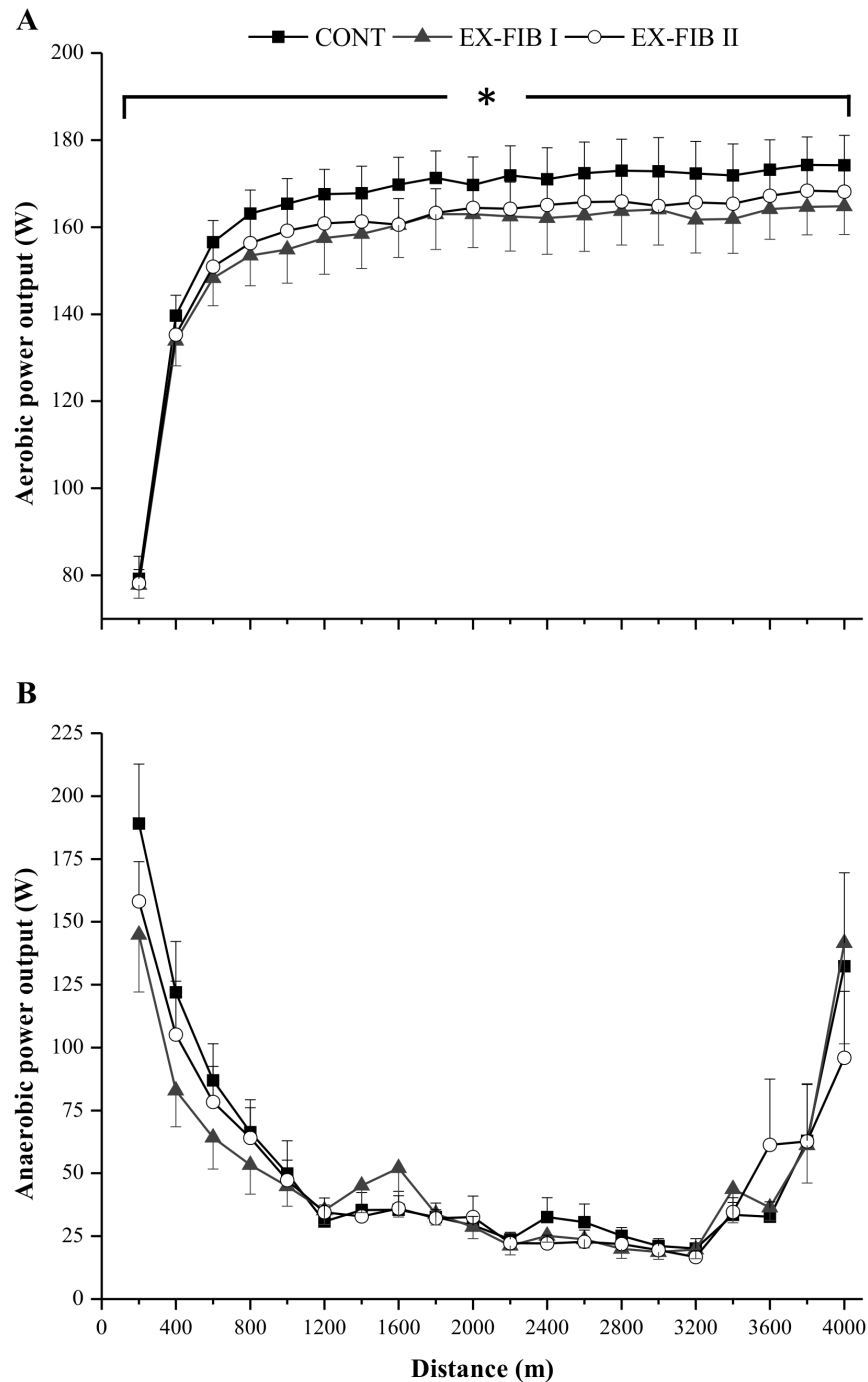 A
CONT EX-FIB I EX-FIB II
200
*
180
160
140
120
100
80
Aerobic power output (W)
B
225
200
175
150
125
100
75
50
25
0
Anaerobic power output (W)
0 400 800 1200 1600 2000 2400 2800 3200 3600 4000
Distance (m)